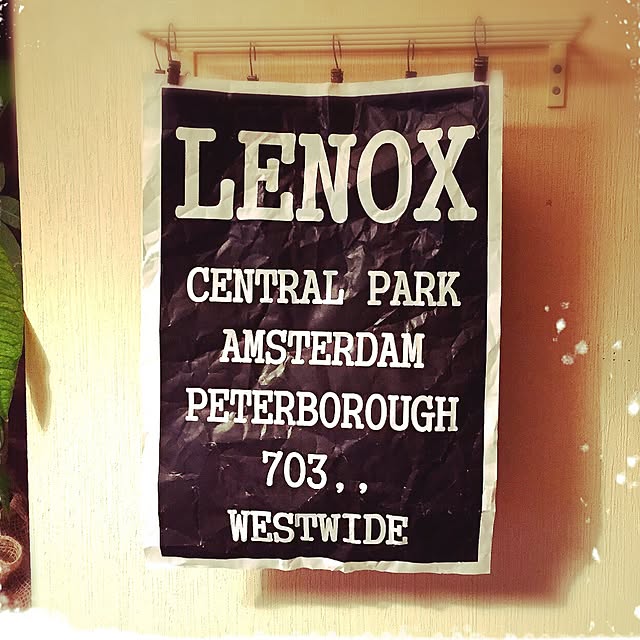 LENOX
CENTRAL PARK
AMSTERDAM
PETERBOROUGH
703,,
WESTWIDE